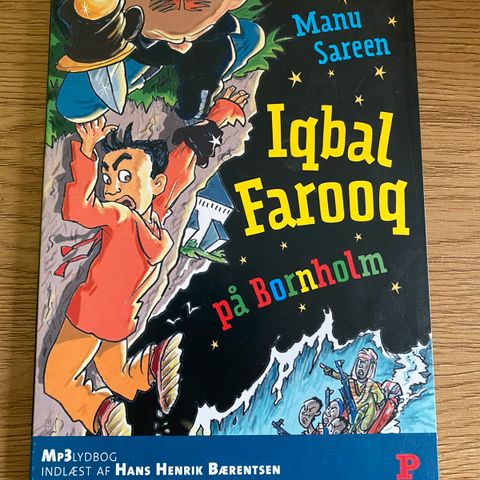 Manu
Sareen
Iqbal
Farooq
på Bornholm
MP3LYDBOG
INDLÆST AF HANS HENRIK BÆRENTSEN
P